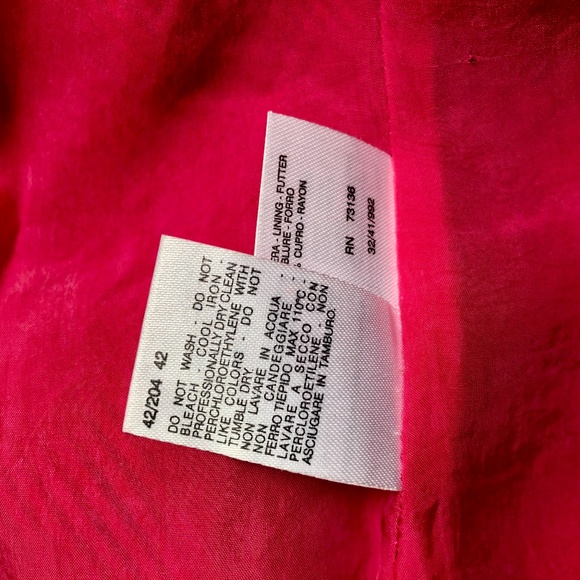 42/204 42
DO NOT WASH - DO NOT
BLEACH - COOL IRON -
PROFESSIONALLY DRY CLEAN
PERCHLOROETHYLENE WITH
LIKE COLORS - DO NOT
TUMBLE DRY
NON LAVARE IN ACQUA -
NON CANDEGGIARE -
FERRO TIEPIDO MAX 110°C -
LAVARE A SECCO CON
PERCLOROETILENE - NON
ASCIUGARE IN TAMBURO.
ERA - LINING - FUTTER
BLURE - FORRO
% CUPRO - RAYON
RN 73136
32/41/992